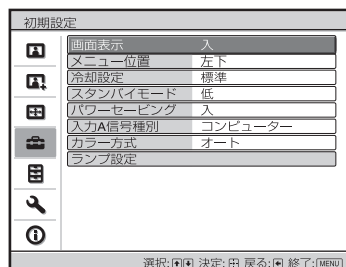 初期設定
画面表示 入
メニュー位置 左下
冷却設定 標準
スタンバイモード 低
パワーセービング 入
入力A信号種別 コンピューター
カラー方式 オート
ランプ設定
選択:↑↓ 決定: 戻る:← 終了:MENU